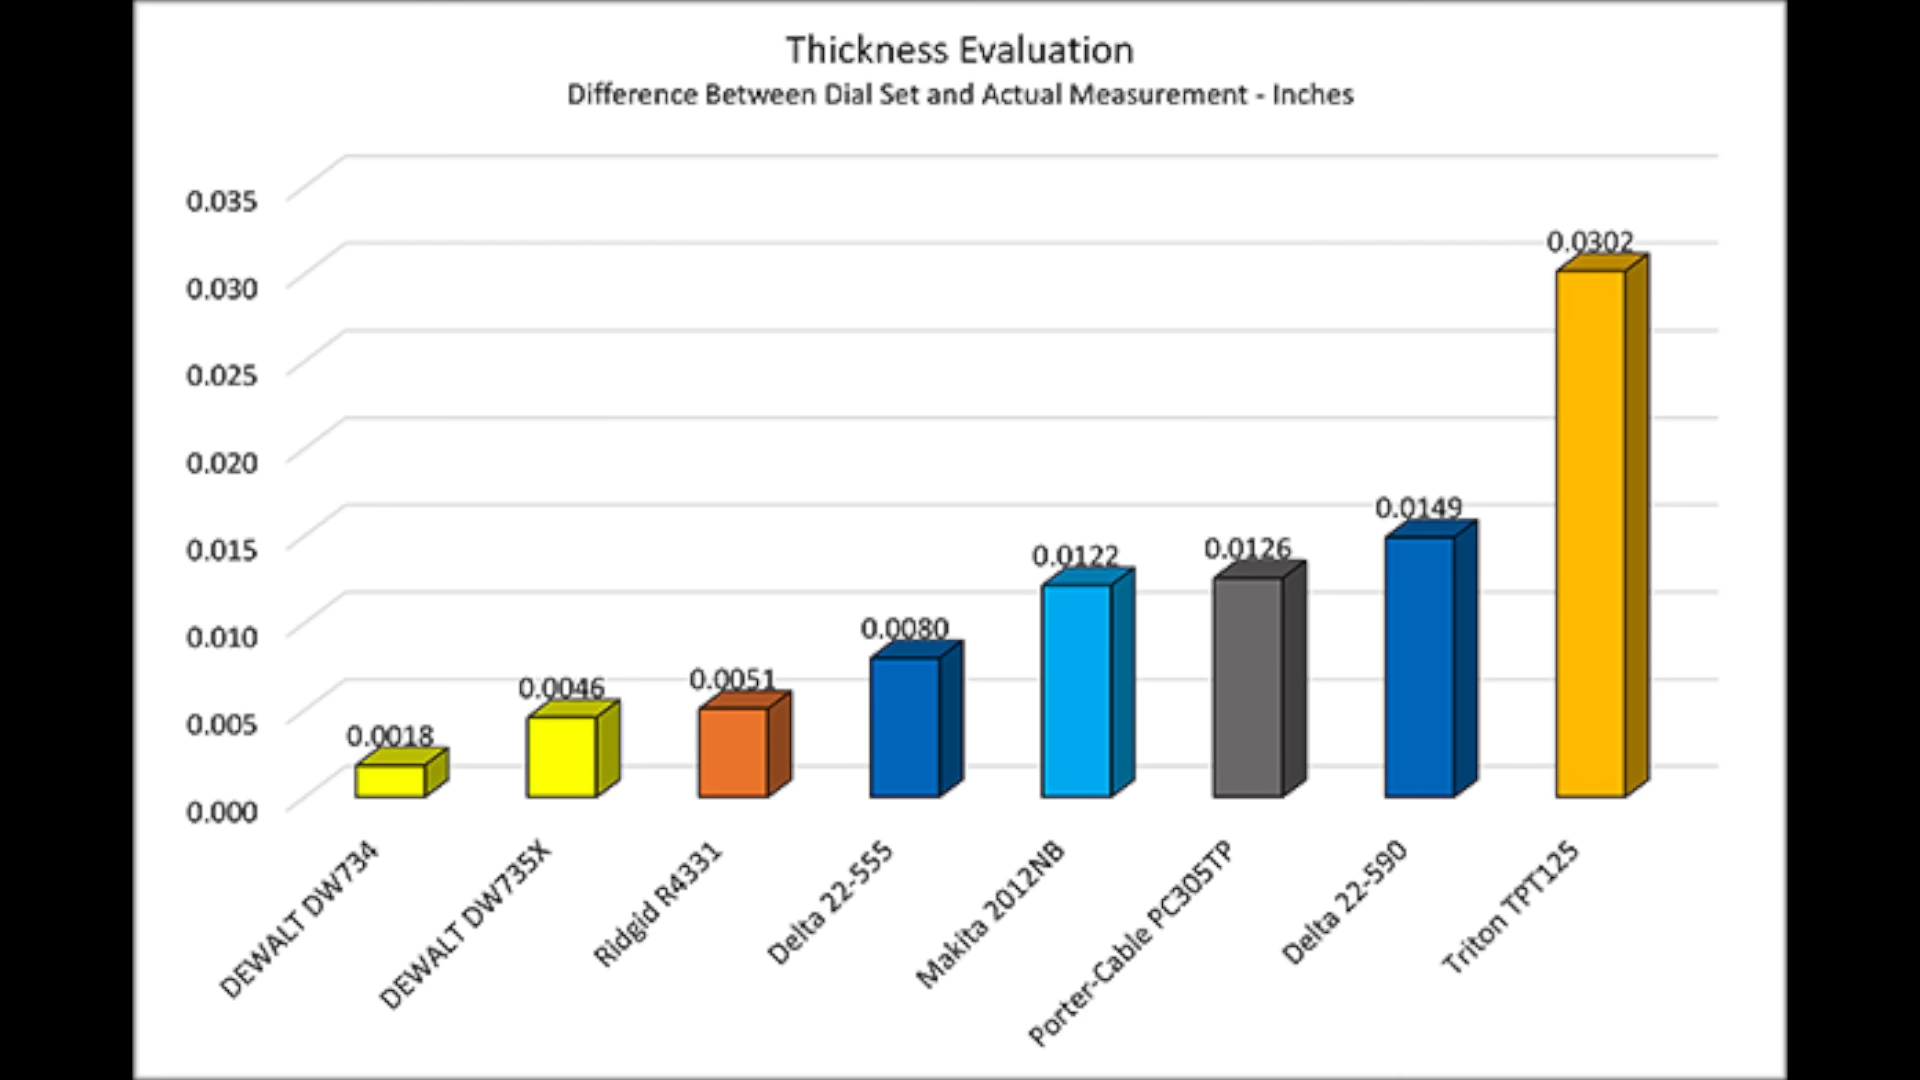 Thickness Evaluation
Difference Between Dial Set and Actual Measurement - Inches
0.035
0.030
0.025
0.020
0.015
0.010
0.005
0.000
0.0018
0.0046
0.0051
0.0080
0.0122
0.0126
0.0149
0.0302
DEWALT DW734
DEWALT DW735X
Ridgid R4331
Delta 22-555
Makita 2012NB
Porter-Cable PC305TP
Delta 22-590
Triton TPT125